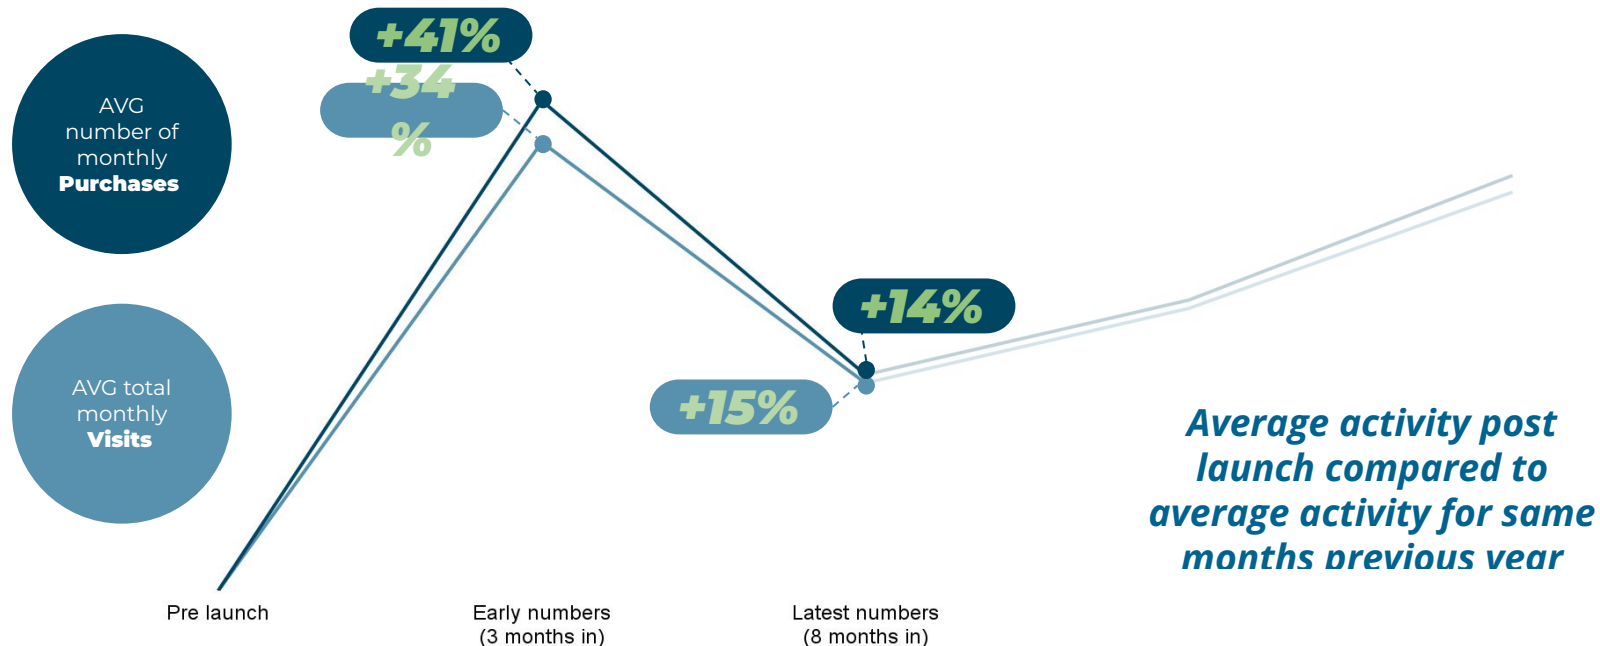 +41%
+34
%
AVG
number of
monthly
Purchases
+14%
+15%
AVG total
monthly
Visits
Average activity post
launch compared to
average activity for same
months previous year
Pre launch
Early numbers
(3 months in)
Latest numbers
(8 months in)